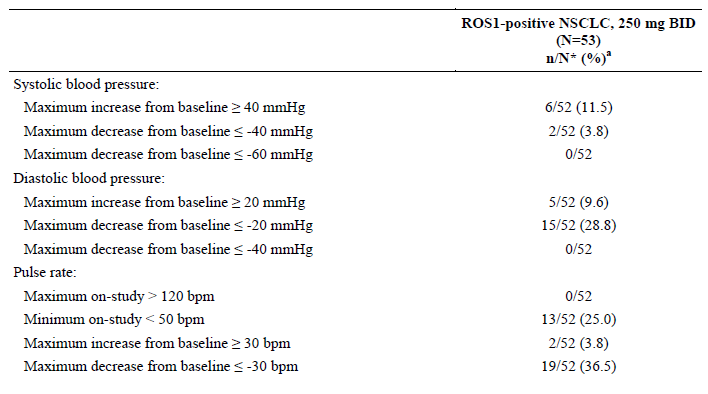 ROS1-positive NSCLC, 250 mg BID
(N=53)
n/N* (%)ᵃ
Systolic blood pressure:
Maximum increase from baseline ≥ 40 mmHg 6/52 (11.5)
Maximum decrease from baseline ≤ -40 mmHg 2/52 (3.8)
Maximum decrease from baseline ≤ -60 mmHg 0/52
Diastolic blood pressure:
Maximum increase from baseline ≥ 20 mmHg 5/52 (9.6)
Maximum decrease from baseline ≤ -20 mmHg 15/52 (28.8)
Maximum decrease from baseline ≤ -40 mmHg 0/52
Pulse rate:
Maximum on-study > 120 bpm 0/52
Minimum on-study < 50 bpm 13/52 (25.0)
Maximum increase from baseline ≥ 30 bpm 2/52 (3.8)
Maximum decrease from baseline ≤ -30 bpm 19/52 (36.5)